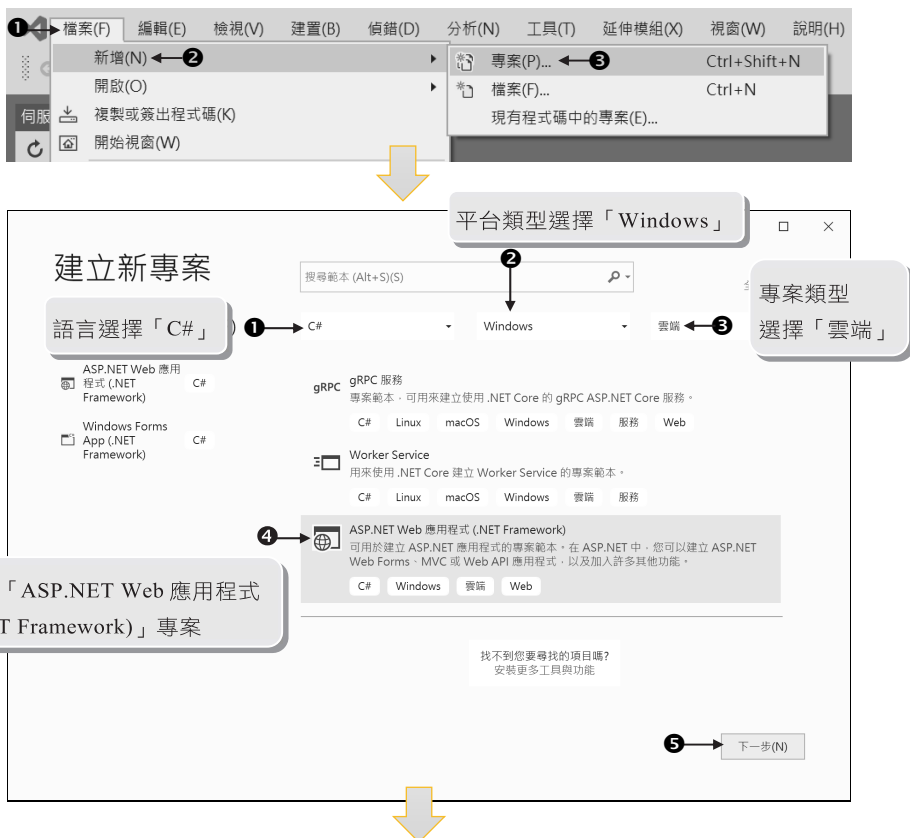 ❶ 檔案(F) 編輯(E) 檢視(V) 建置(B) 偵錯(D) 分析(N) 工具(T) 延伸模組(X) 視窗(W) 說明(H)
新增(N) ❷
專案(P)... ❸ Ctrl+Shift+N
開啟(O)
檔案(F)... Ctrl+N
伺服
複製或簽出程式碼(K)
現有程式碼中的專案(E)...
開始視窗(W)
平台類型選擇「Windows」
建立新專案
搜尋範本 (Alt+S)(S)
❷
專案類型
選擇「雲端」
語言選擇「C#」
❶ C# Windows 雲端 ❸
ASP.NET Web 應用
程式 (.NET
Framework)
C#
Windows Forms
App (.NET
Framework)
C#
gRPC gRPC 服務
專案範本，可用來建立使用 .NET Core 的 gRPC ASP.NET Core 服務。
C# Linux macOS Windows 雲端 服務 Web
Worker Service
用來使用 .NET Core 建立 Worker Service 的專案範本。
C# Linux macOS Windows 雲端 服務
❹ ASP.NET Web 應用程式 (.NET Framework)
可用於建立 ASP.NET 應用程式的專案範本。在 ASP.NET 中，您可以建立 ASP.NET
Web Forms、MVC 或 Web API 應用程式，以及加入許多其他功能。
C# Windows 雲端 Web
「ASP.NET Web 應用程式
T Framework)」專案
找不到您要尋找的項目嗎?
安裝更多工具與功能
❺ 下一步(N)